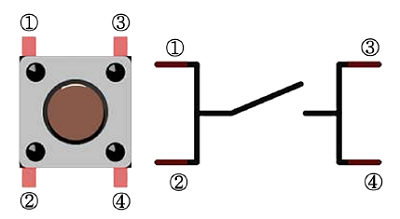 ① ③
① ③
② ④
② ④